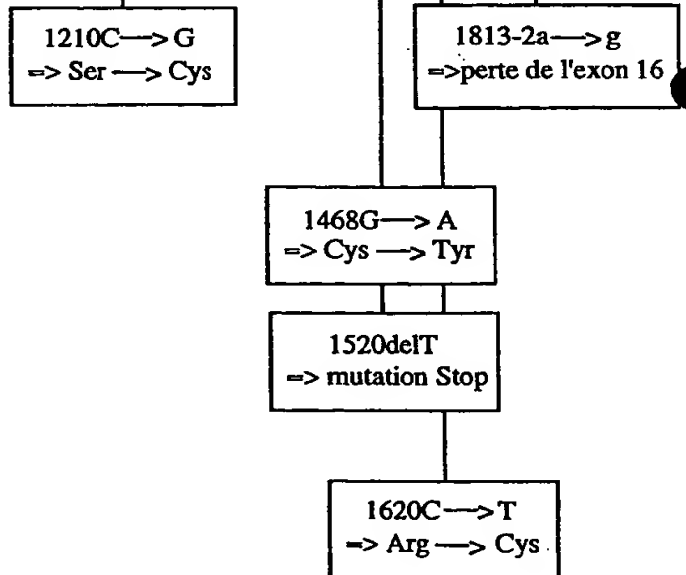 1210C—>G
=> Ser—> Cys
1813-2a—>g
=>perte de l'exon 16
1468G—> A
=> Cys —> Tyr
1520delT
=> mutation Stop
1620C—>T
=> Arg—> Cys